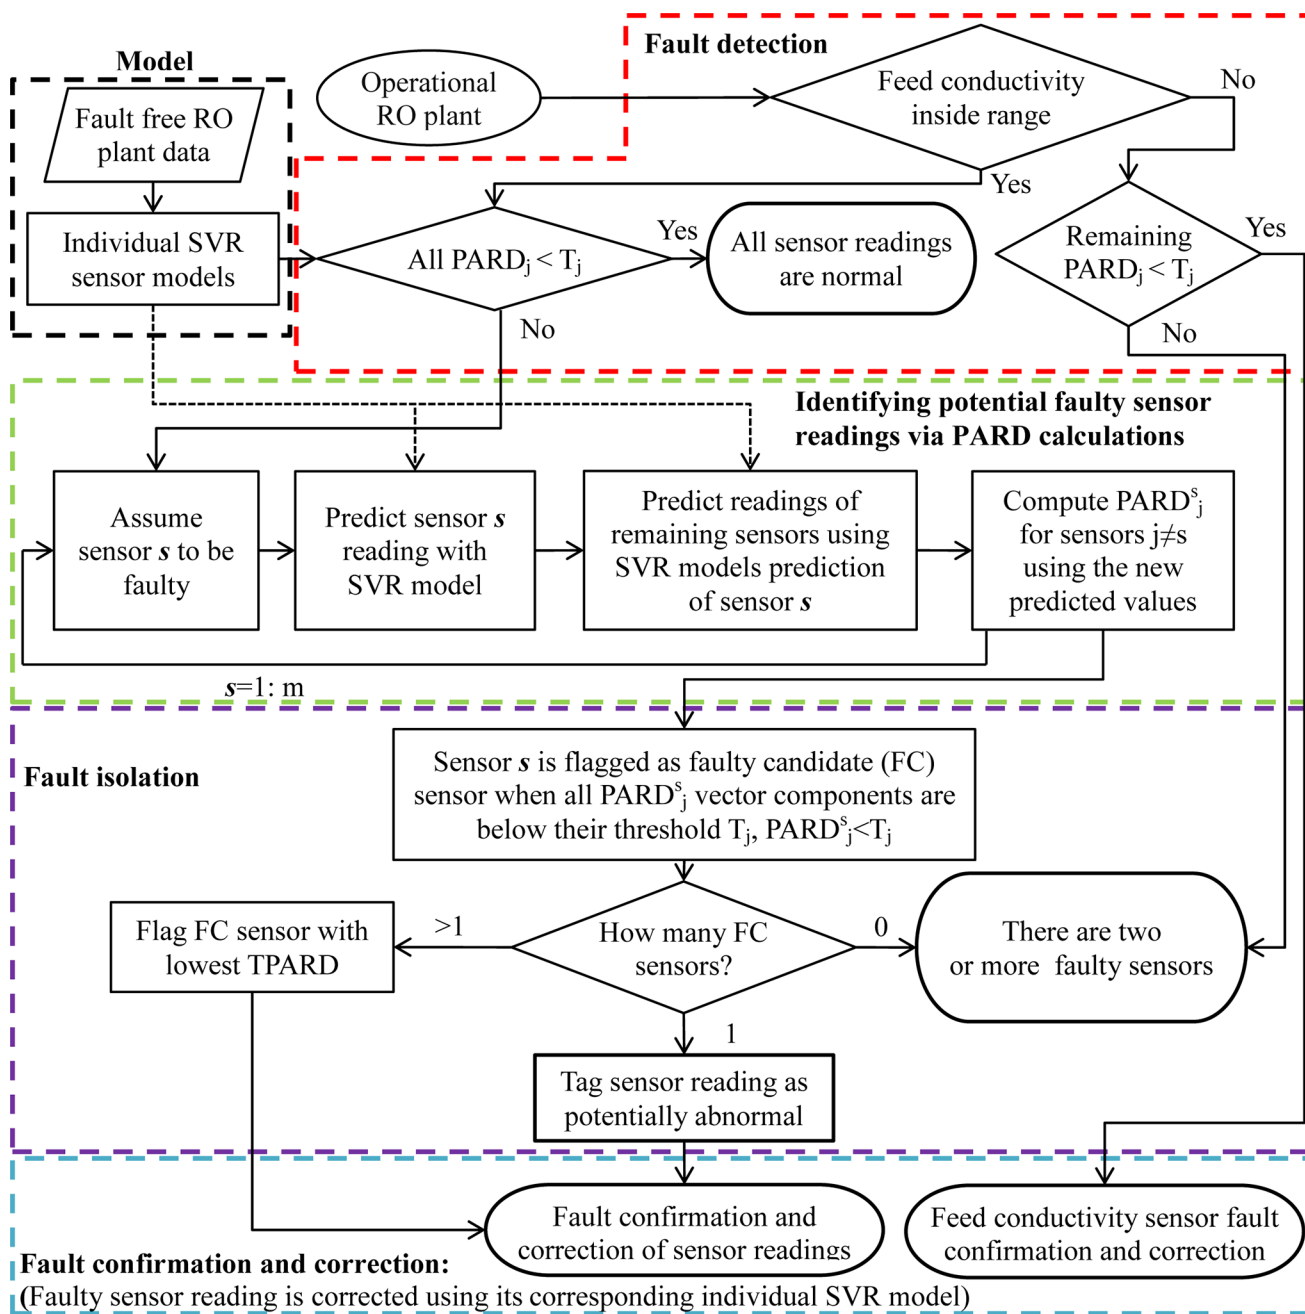 Fault detection
Model
Operational
RO plant
Feed conductivity
inside range
No
Fault free RO
plant data
Yes
Individual SVR
sensor models
All PARDj < Tj
Yes
All sensor readings
are normal
Remaining
PARDj < Tj
Yes
No
No
Identifying potential faulty sensor
readings via PARD calculations
Assume
sensor s to be
faulty
Predict sensor s
reading with
SVR model
Predict readings of
remaining sensors using
SVR models prediction
of sensor s
Compute PARDsj
for sensors j≠s
using the new
predicted values
s=1: m
Fault isolation
Sensor s is flagged as faulty candidate (FC)
sensor when all PARDsj vector components are
below their threshold Tj, PARDsj<Tj
Flag FC sensor with
lowest TPARD
>1
How many FC
sensors?
0
There are two
or more faulty sensors
1
Tag sensor reading as
potentially abnormal
Fault confirmation and
correction of sensor readings
Feed conductivity sensor fault
confirmation and correction
Fault confirmation and correction:
(Faulty sensor reading is corrected using its corresponding individual SVR model)